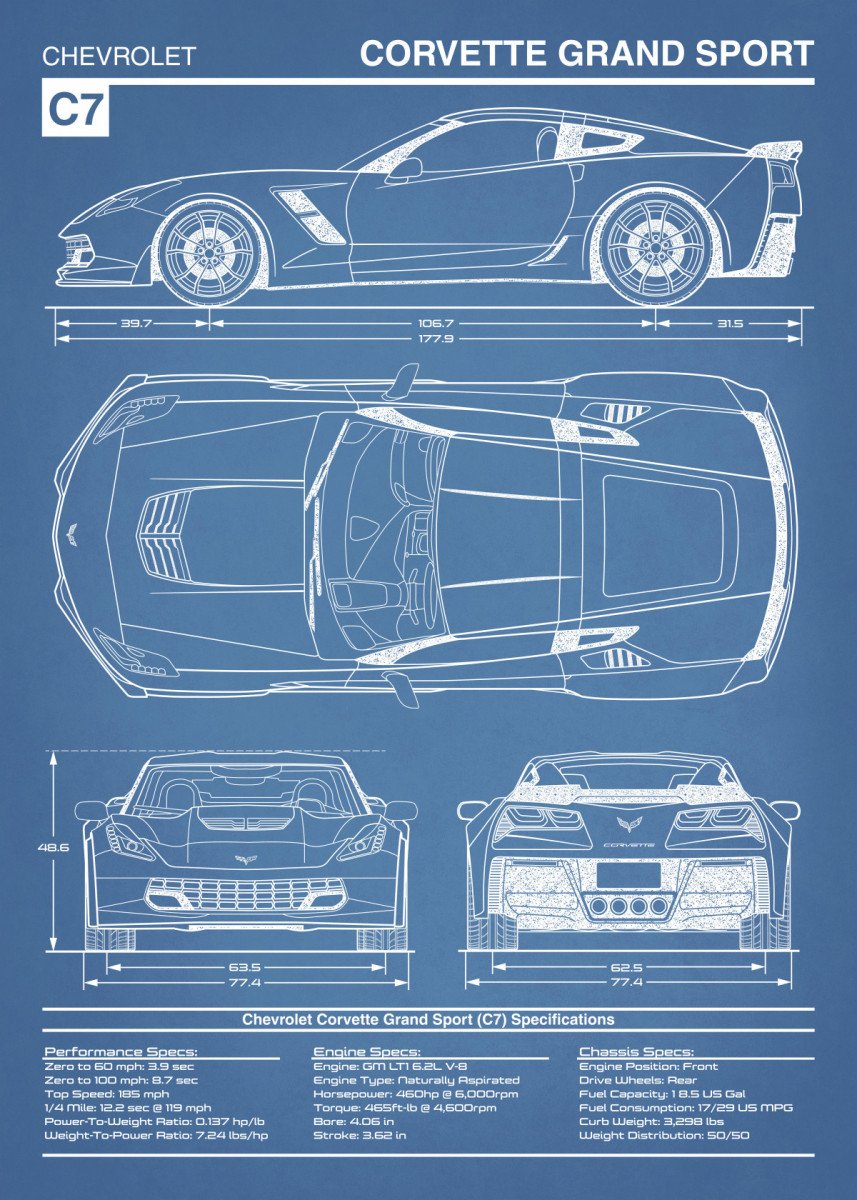 CHEVROLET
CORVETTE GRAND SPORT
C7
39.7
106.7
31.5
177.9
48.6
CORVETTE
63.5
77.4
62.5
77.4
Chevrolet Corvette Grand Sport (C7) Specifications
Performance Specs:
Zero to 60 mph: 3.9 sec
Zero to 100 mph: 8.7 sec
Top Speed: 185 mph
1/4 Mile: 12.2 sec @ 119 mph
Power-To-Weight Ratio: 0.137 hp/lb
Weight-To-Power Ratio: 7.24 lbs/hp
Engine Specs:
Engine: GM LT1 6.2L V-8
Engine Type: Naturally Aspirated
Horsepower: 460hp @ 6,000rpm
Torque: 465ft-lb @ 4,600rpm
Bore: 4.06 in
Stroke: 3.62 in
Chassis Specs:
Engine Position: Front
Drive Wheels: Rear
Fuel Capacity: 1 8.5 US Gal
Fuel Consumption: 17/29 US MPG
Curb Weight: 3,298 lbs
Weight Distribution: 50/50